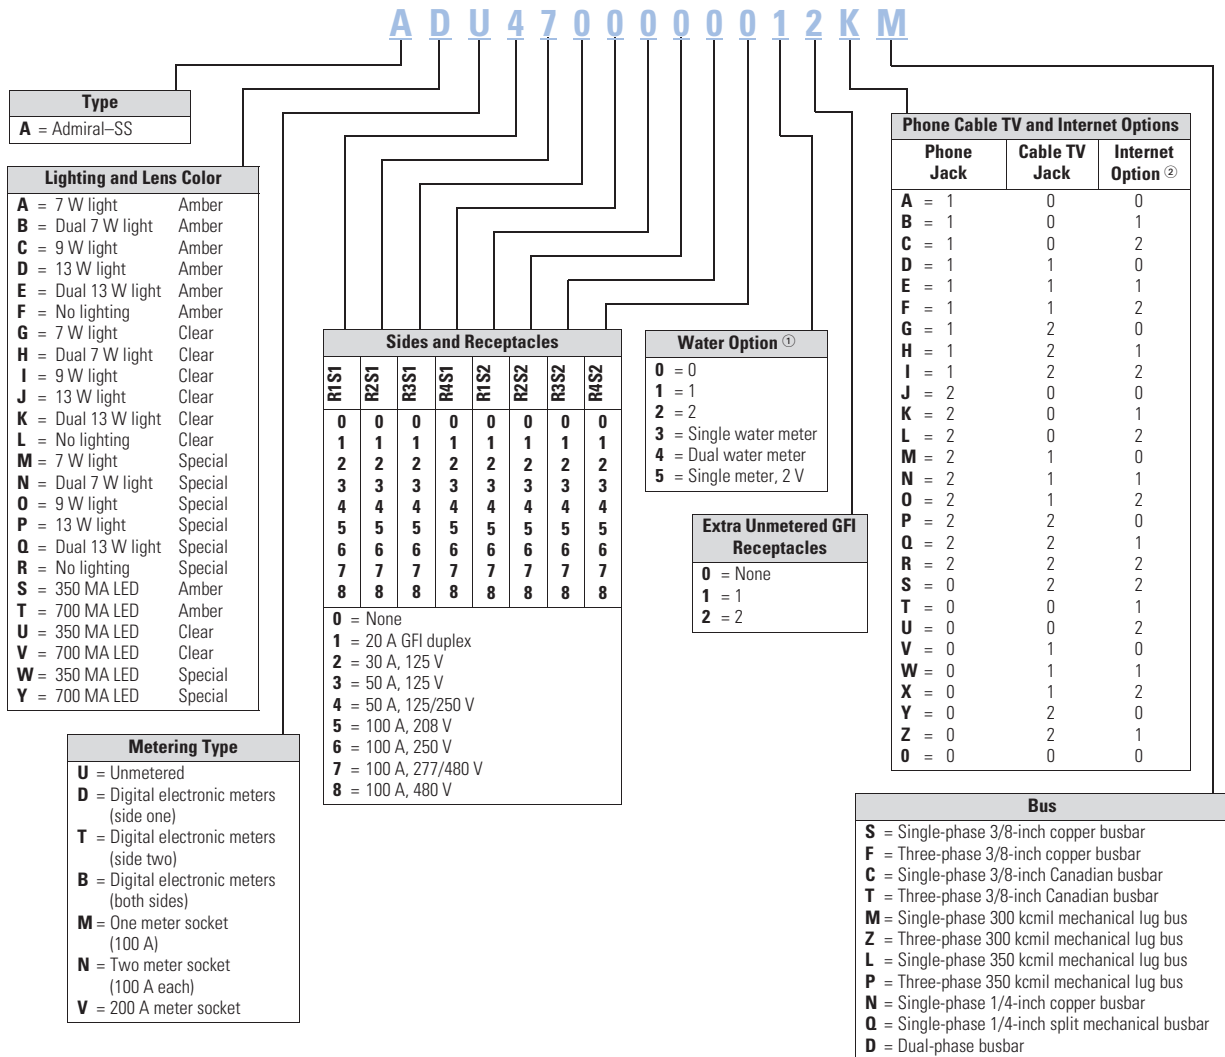 A D U 4 7 0 0 0 0 0 1 2 K M
Type
A = Admiral–SS
Lighting and Lens Color
A = 7 W light Amber
B = Dual 7 W light Amber
C = 9 W light Amber
D = 13 W light Amber
E = Dual 13 W light Amber
F = No lighting Amber
G = 7 W light Clear
H = Dual 7 W light Clear
I = 9 W light Clear
J = 13 W light Clear
K = Dual 13 W light Clear
L = No lighting Clear
M = 7 W light Special
N = Dual 7 W light Special
O = 9 W light Special
P = 13 W light Special
Q = Dual 13 W light Special
R = No lighting Special
S = 350 MA LED Amber
T = 700 MA LED Amber
U = 350 MA LED Clear
V = 700 MA LED Clear
W = 350 MA LED Special
Y = 700 MA LED Special
Metering Type
U = Unmetered
D = Digital electronic meters
(side one)
T = Digital electronic meters
(side two)
B = Digital electronic meters
(both sides)
M = One meter socket
(100 A)
N = Two meter socket
(100 A each)
V = 200 A meter socket
Sides and Receptacles
R1S1 R2S1 R3S1 R4S1 R1S2 R2S2 R3S2 R4S2
0 0 0 0 0 0 0 0
1 1 1 1 1 1 1 1
2 2 2 2 2 2 2 2
3 3 3 3 3 3 3 3
4 4 4 4 4 4 4 4
5 5 5 5 5 5 5 5
6 6 6 6 6 6 6 6
7 7 7 7 7 7 7 7
8 8 8 8 8 8 8 8
0 = None
1 = 20 A GFI duplex
2 = 30 A, 125 V
3 = 50 A, 125 V
4 = 50 A, 125/250 V
5 = 100 A, 208 V
6 = 100 A, 250 V
7 = 100 A, 277/480 V
8 = 100 A, 480 V
Water Option ①
0 = 0
1 = 1
2 = 2
3 = Single water meter
4 = Dual water meter
5 = Single meter, 2 V
Extra Unmetered GFI
Receptacles
0 = None
1 = 1
2 = 2
Phone Cable TV and Internet Options
Phone Cable TV Internet
Jack Jack Option ②
A = 1 0 0
B = 1 0 1
C = 1 0 2
D = 1 1 0
E = 1 1 1
F = 1 1 2
G = 1 2 0
H = 1 2 1
I = 1 2 2
J = 2 0 0
K = 2 0 1
L = 2 0 2
M = 2 1 0
N = 2 1 1
O = 2 1 2
P = 2 2 0
Q = 2 2 1
R = 2 2 2
S = 0 2 2
T = 0 0 1
U = 0 0 2
V = 0 1 0
W = 0 1 1
X = 0 1 2
Y = 0 2 0
Z = 0 2 1
0 = 0 0 0
Bus
S = Single-phase 3/8-inch copper busbar
F = Three-phase 3/8-inch copper busbar
C = Single-phase 3/8-inch Canadian busbar
T = Three-phase 3/8-inch Canadian busbar
M = Single-phase 300 kcmil mechanical lug bus
Z = Three-phase 300 kcmil mechanical lug bus
L = Single-phase 350 kcmil mechanical lug bus
P = Three-phase 350 kcmil mechanical lug bus
N = Single-phase 1/4-inch copper busbar
Q = Single-phase 1/4-inch split mechanical busbar
D = Dual-phase busbar